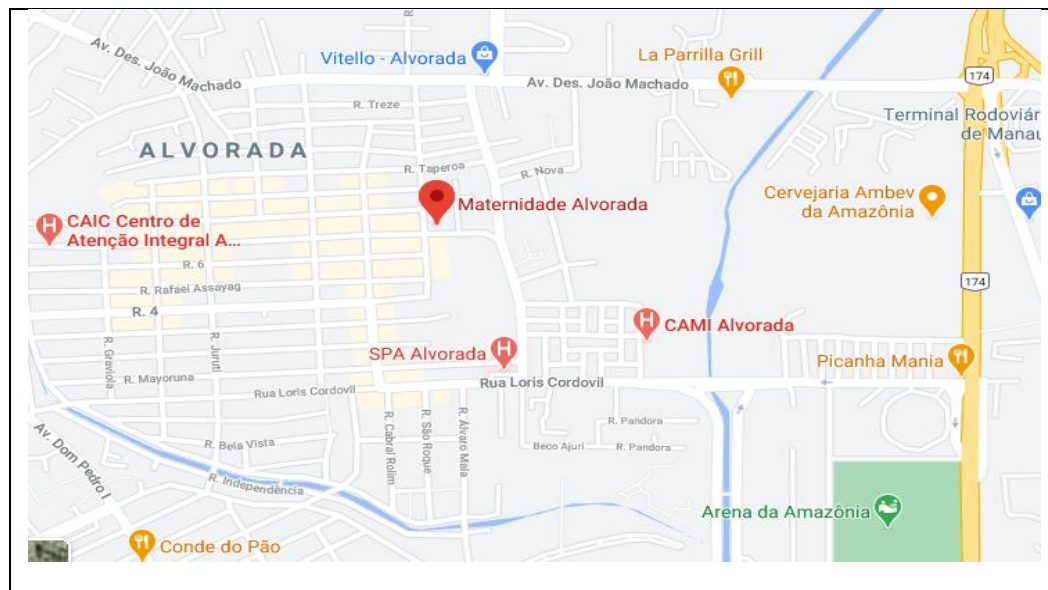 Av. Des. João Machado
Vitello - Alvorada
La Parrilla Grill
Av. Des. João Machado
174
R. Treze
Terminal Rodoviár
de Manau
ALVORADA
R. Taperoa
R. Nova
Maternidade Alvorada
Cervejaria Ambev
da Amazônia
CAIC Centro de
Atenção Integral A...
R. 6
R. Rafael Assayag
174
R. 4
CAMI Alvorada
R. Graviola
R. Juruti
SPA Alvorada
Picanha Mania
R. Mayoruna
Rua Loris Cordovil
Rua Loris Cordovil
R. Cabral Rolim
R. São Roque
R. Álvaro Maia
R. Pandora
Av. Dom Pedro I
R. Bela Vista
Beco Ajuri
R. Pandora
R. Independência
Arena da Amazônia
Conde do Pão